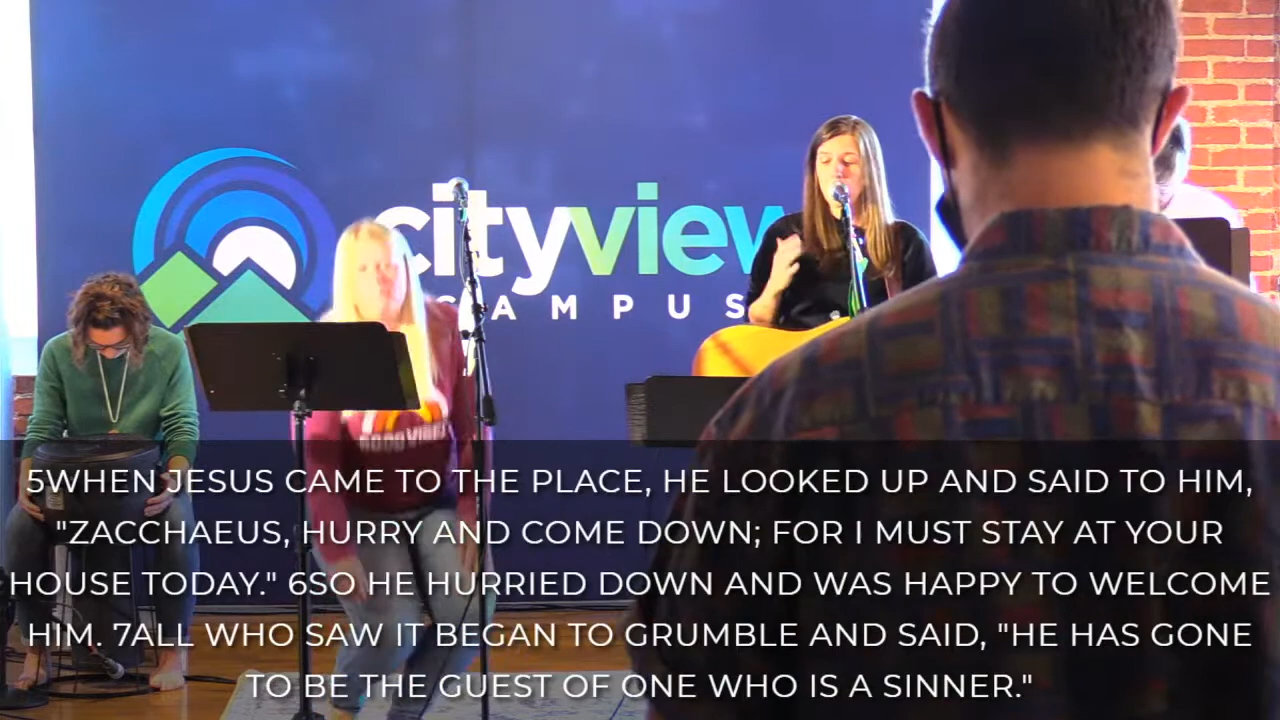 cityview
CAMPUS
GOOD VIBES
5WHEN JESUS CAME TO THE PLACE, HE LOOKED UP AND SAID TO HIM,
"ZACCHAEUS, HURRY AND COME DOWN; FOR I MUST STAY AT YOUR
HOUSE TODAY." 6SO HE HURRIED DOWN AND WAS HAPPY TO WELCOME
HIM. 7ALL WHO SAW IT BEGAN TO GRUMBLE AND SAID, "HE HAS GONE
TO BE THE GUEST OF ONE WHO IS A SINNER."